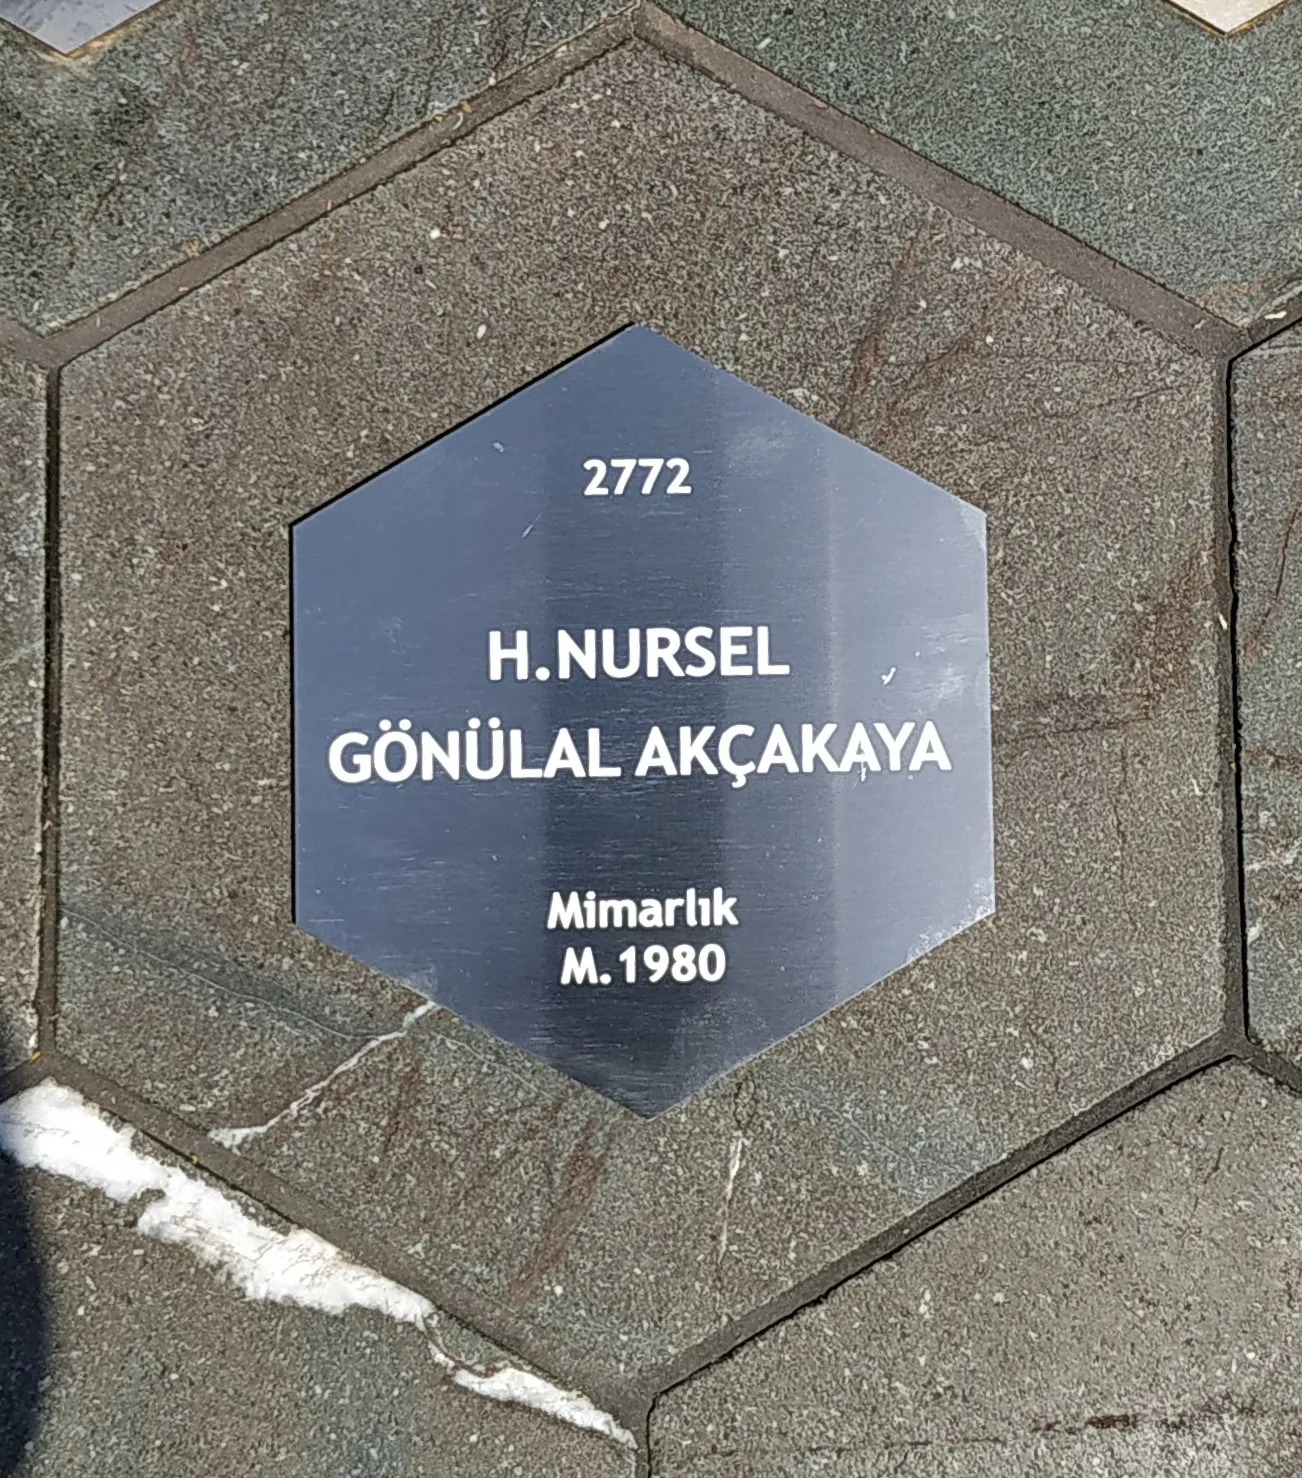 2772
H.NURSEL
GÖNÜLAL AKÇAKAYA
Mimarlık
M.1980